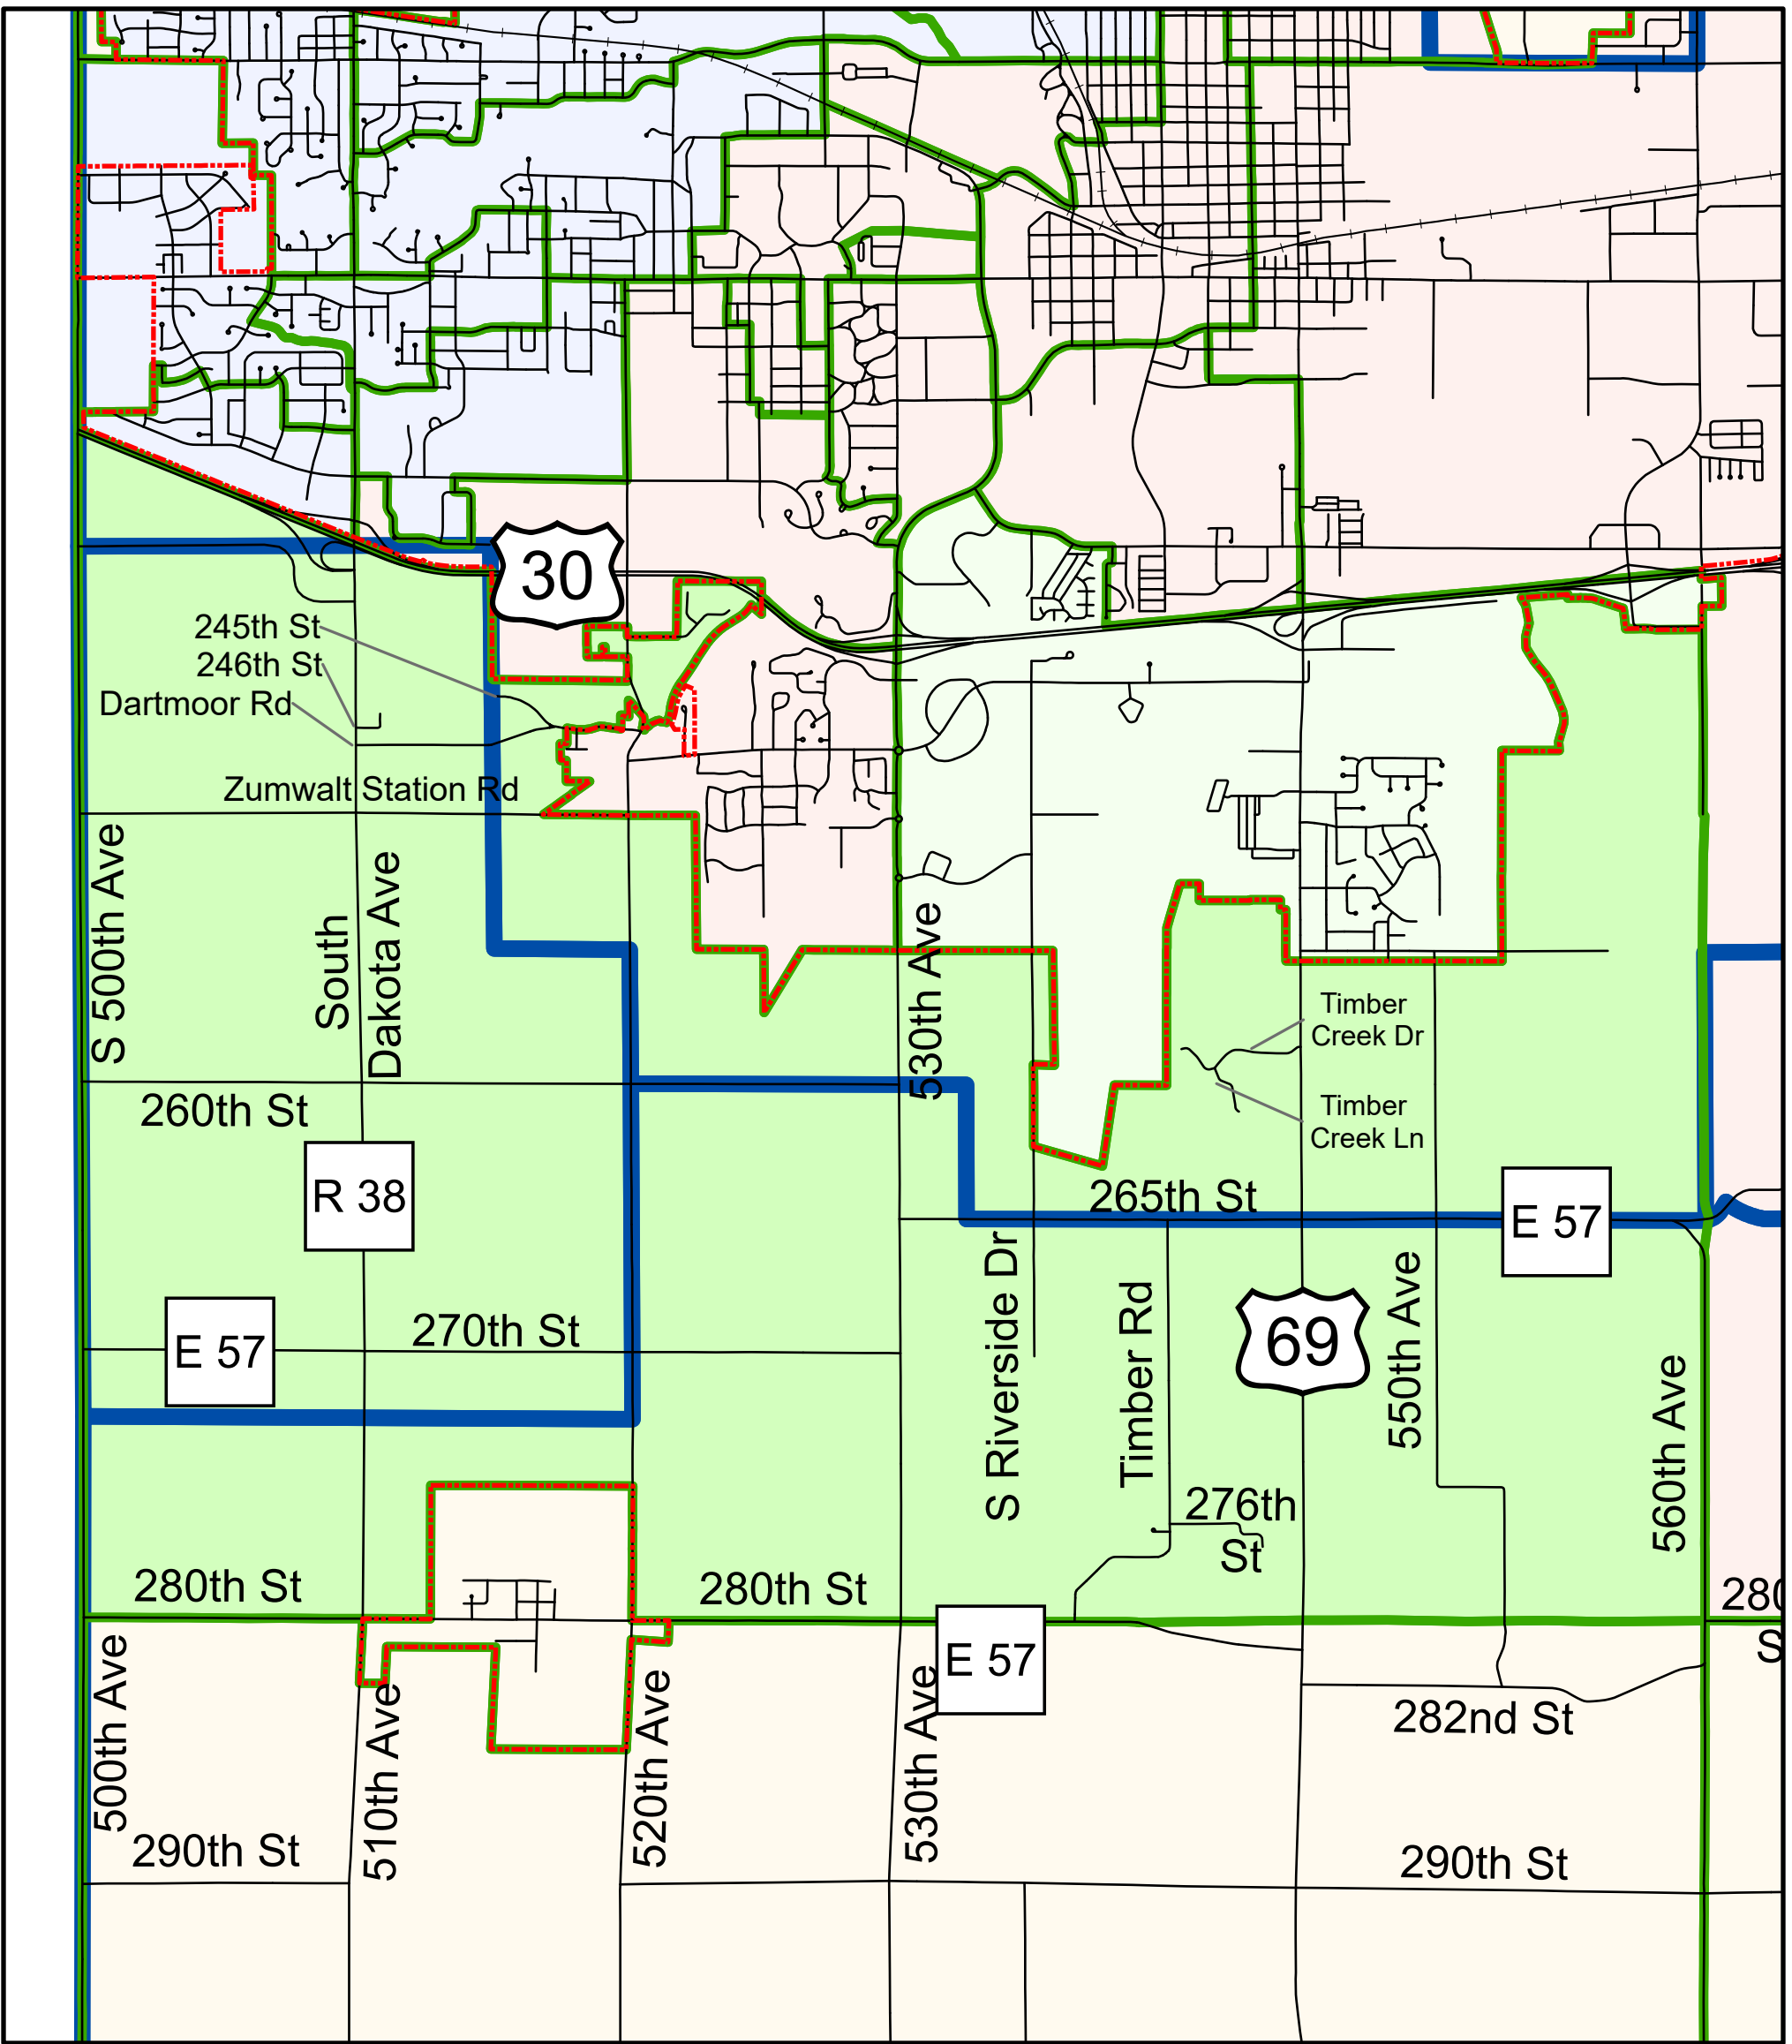 30
245th St
246th St
Dartmoor Rd
Zumwalt Station Rd
S 500th Ave
South
Dakota Ave
530th Ave
Timber
Creek Dr
260th St
Timber
Creek Ln
R 38
265th St
E 57
E 57
270th St
S Riverside Dr
Timber Rd
69
550th Ave
560th Ave
276th
St
280th St
280th St
280
S
E 57
500th Ave
510th Ave
520th Ave
530th Ave
282nd St
290th St
290th St